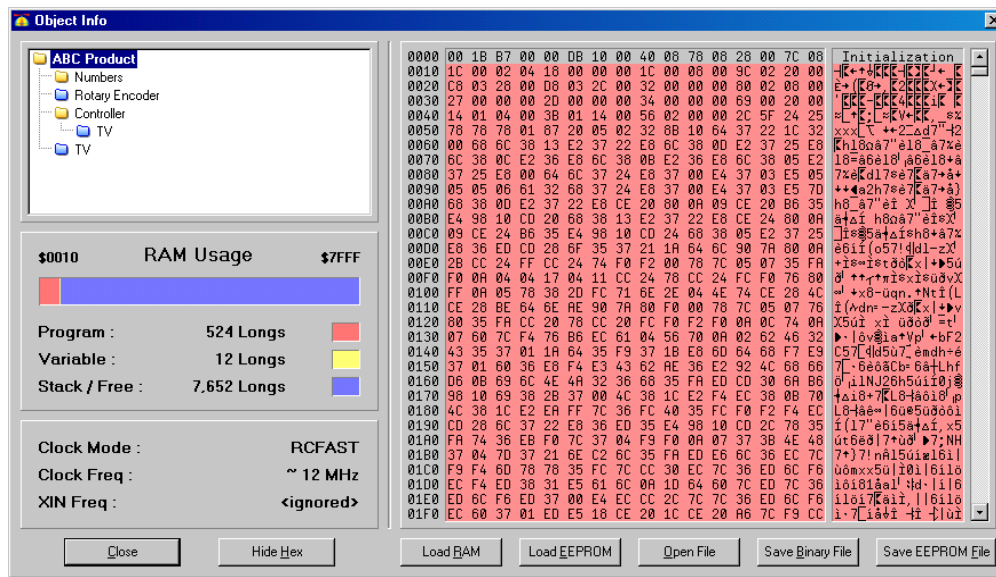 Object Info
ABC Product
Numbers
Rotary Encoder
Controller
TV
TV
$0010 RAM Usage $7FFF
Program : 524 Longs
Variable : 12 Longs
Stack / Free : 7,652 Longs
Clock Mode : RCFAST
Clock Freq : ~ 12 MHz
XIN Freq : <ignored>
0000 00 1B B7 00 00 DB 10 00 40 08 78 08 28 00 7C 08 Initialization
0010 1C 00 02 04 18 00 00 00 1C 00 08 00 9C 02 20 00
0020 C8 03 28 00 D8 03 2C 00 32 00 00 00 80 02 08 00
0030 27 00 00 00 2D 00 00 00 34 00 00 00 69 00 20 00
0040 14 01 04 00 3B 01 14 00 56 02 00 00 2C 5F 24 25
0050 78 78 78 01 87 20 05 02 32 8B 10 64 37 22 1C 32
0060 00 68 6C 38 13 E2 37 22 E8 6C 38 0D E2 37 25 E8
0070 6C 38 0C E2 36 E8 6C 38 0B E2 36 E8 6C 38 05 E2
0080 37 25 E8 00 64 6C 37 24 E8 37 00 E4 37 03 E5 05
0090 05 05 06 61 32 68 37 24 E8 37 00 E4 37 03 E5 7D
00A0 68 38 0D E2 37 22 E8 CE 20 80 0A 09 CE 20 B6 35
00B0 E4 98 10 CD 20 68 38 13 E2 37 22 E8 CE 24 80 0A
00C0 09 CE 24 B6 35 E4 98 10 CD 24 68 38 05 E2 37 25
00D0 E8 36 ED CD 28 6F 35 37 21 1A 64 6C 90 7A 80 0A
00E0 2B CC 24 FF CC 24 74 F0 F2 00 78 7C 05 07 35 FA
00F0 F0 0A 04 04 17 04 11 CC 24 78 CC 24 FC F0 76 80
0100 FF 0A 05 78 38 2D FC 71 6E 2E 04 4E 74 CE 28 4C
0110 CE 28 BE 64 6E AE 90 7A 80 F0 00 78 7C 05 07 76
0120 80 35 FA CC 20 78 CC 20 FC F0 F2 F0 0A 0C 74 0A
0130 07 60 7C F4 76 B6 EC 61 04 56 70 0A 02 62 46 32
0140 43 35 37 01 1A 64 35 F9 37 1B E8 6D 64 68 F7 E9
0150 37 01 60 36 E8 F4 E3 43 62 AE 36 E2 92 4C 68 66
0160 D6 0B 69 6C 4E 4A 32 36 68 35 FA ED CD 30 6A B6
0170 98 10 69 38 2B 37 00 4C 38 1C E2 F4 EC 38 0B 70
0180 4C 38 1C E2 EA FF 7C 36 FC 40 35 FC F0 F2 F4 EC
0190 CD 28 6C 37 22 E8 36 ED 35 E4 98 10 CD 2C 78 35
01A0 FA 74 36 EB F0 7C 37 04 F9 F0 0A 07 37 3B 4E 48
01B0 37 04 7D 37 21 6E C2 6C 35 FA ED E6 6C 36 EC 7C
01C0 F9 F4 6D 78 78 35 FC 7C CC 30 EC 7C 36 ED 6C F6
01D0 EC F4 ED 38 31 E5 61 6C 0A 1D 64 60 7C ED 7C 36
01E0 ED 6C F6 ED 37 00 E4 EC CC 2C 7C 7C 36 ED 6C F6
01F0 EC 60 37 01 ED E5 18 CE 20 1C CE 20 A6 7C F9 CC
Close
Hide Hex
Load RAM
Load EEPROM
Open File
Save Binary File
Save EEPROM File